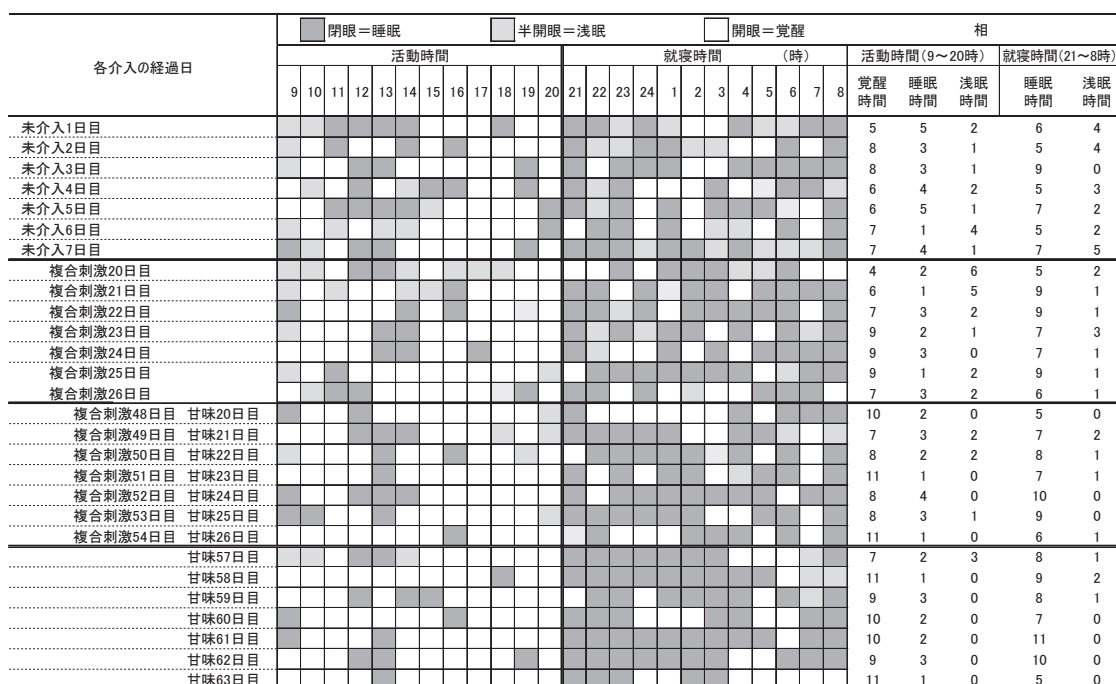 閉眼＝睡眠 半開眼＝浅眠 開眼＝覚醒 相
各介入の経過日 活動時間 就寝時間 （時） 活動時間（9～20時） 就寝時間（21～8時）
9 10 11 12 13 14 15 16 17 18 19 20 21 22 23 24 1 2 3 4 5 6 7 8 覚醒時間 睡眠時間 浅眠時間 睡眠時間 浅眠時間
未介入1日目 5 5 2 6 4
未介入2日目 8 3 1 5 4
未介入3日目 8 3 1 9 0
未介入4日目 6 4 2 5 3
未介入5日目 6 5 1 7 2
未介入6日目 7 1 4 5 2
未介入7日目 7 4 1 7 5
複合刺激20日目 4 2 6 5 2
複合刺激21日目 6 1 5 9 1
複合刺激22日目 7 3 2 9 1
複合刺激23日目 9 2 1 7 3
複合刺激24日目 9 3 0 7 1
複合刺激25日目 9 1 2 9 1
複合刺激26日目 7 3 2 6 1
複合刺激48日目 甘味20日目 10 2 0 5 0
複合刺激49日目 甘味21日目 7 3 2 7 2
複合刺激50日目 甘味22日目 8 2 2 8 1
複合刺激51日目 甘味23日目 11 1 0 7 1
複合刺激52日目 甘味24日目 8 4 0 10 0
複合刺激53日目 甘味25日目 8 3 1 9 0
複合刺激54日目 甘味26日目 11 1 0 6 1
甘味57日目 7 2 3 8 1
甘味58日目 11 1 0 9 2
甘味59日目 9 3 0 8 1
甘味60日目 10 2 0 7 0
甘味61日目 10 2 0 11 0
甘味62日目 9 3 0 10 0
甘味63日目 11 1 0 5 0